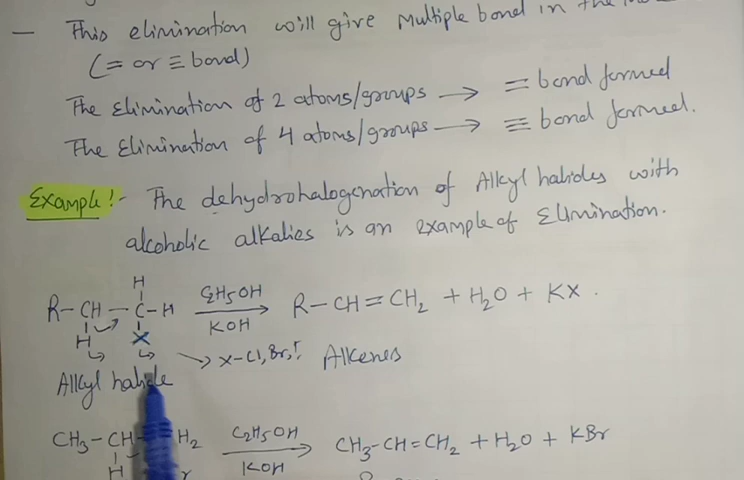 — This elimination will give Multiple bond in the
(= or ≡ bond)
The Elimination of 2 atoms/groups → = bond formed
The Elimination of 4 atoms/groups → ≡ bond formed.
Example!- The dehydrohalogenation of Alkyl halides with
alcoholic alkalies is an example of Elimination.
H
R-CH-C-H C2H5OH KOH → R-CH=CH2 + H2O + KX.
H X → X-Cl, Br, I Alkenes
Alkyl halide
CH3-CH H2 C2H5OH KOH → CH3-CH=CH2 + H2O + KBr
H r